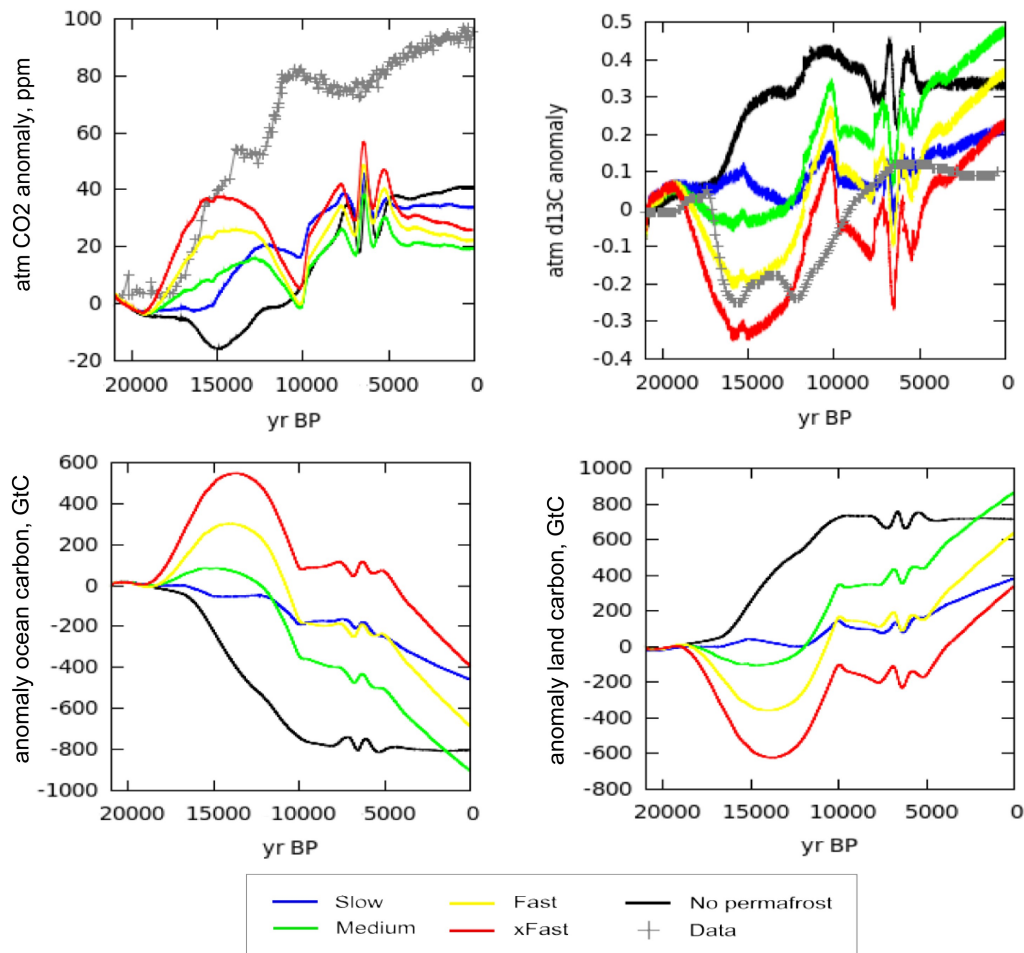 atm CO2 anomaly, ppm
100
80
60
40
20
0
-20
20000 15000 10000 5000 0
yr BP
atm d13C anomaly
0.5
0.4
0.3
0.2
0.1
0
-0.1
-0.2
-0.3
-0.4
20000 15000 10000 5000 0
yr BP
anomaly ocean carbon, GtC
600
400
200
0
-200
-400
-600
-800
-1000
20000 15000 10000 5000 0
yr BP
anomaly land carbon, GtC
1000
800
600
400
200
0
-200
-400
-600
-800
20000 15000 10000 5000 0
yr BP
Slow Fast No permafrost
Medium xFast Data